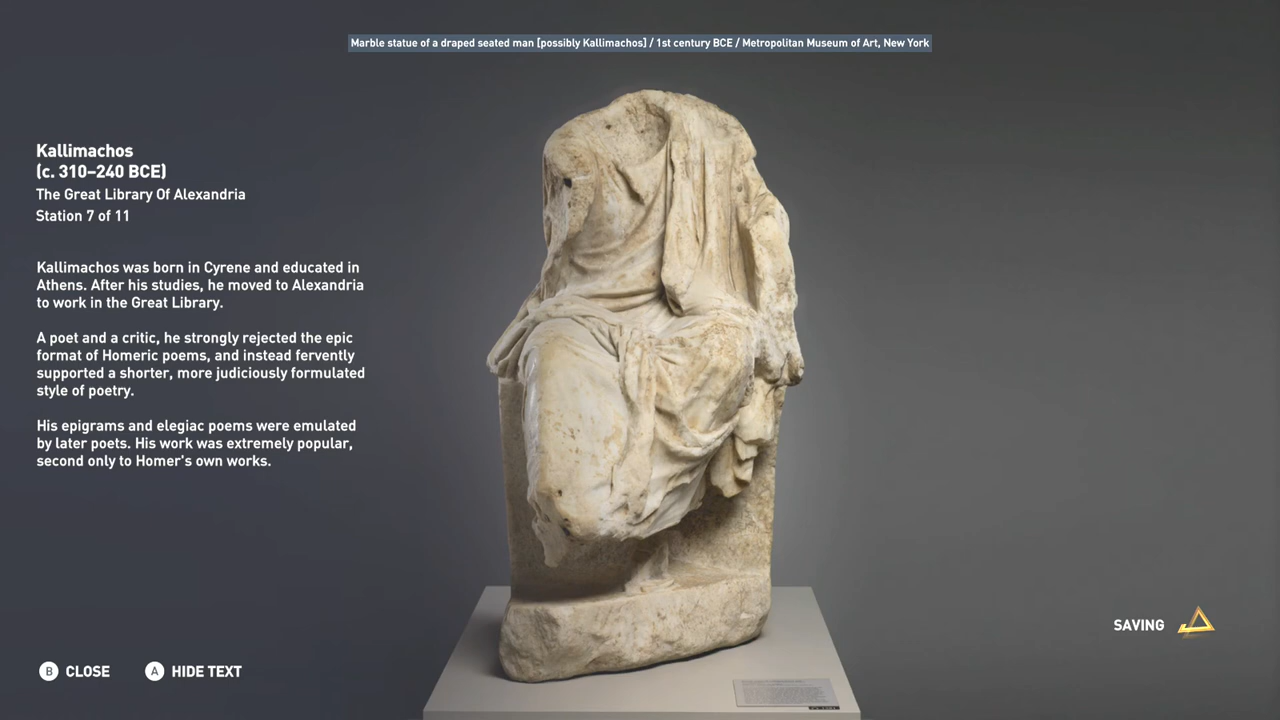 Marble statue of a draped seated man [possibly Kallimachos] / 1st century BCE / Metropolitan Museum of Art, New York
Kallimachos
(c. 310–240 BCE)
The Great Library Of Alexandria
Station 7 of 11
Kallimachos was born in Cyrene and educated in
Athens. After his studies, he moved to Alexandria
to work in the Great Library.
A poet and a critic, he strongly rejected the epic
format of Homeric poems, and instead fervently
supported a shorter, more judiciously formulated
style of poetry.
His epigrams and elegiac poems were emulated
by later poets. His work was extremely popular,
second only to Homer's own works.
SAVING
B CLOSE A HIDE TEXT